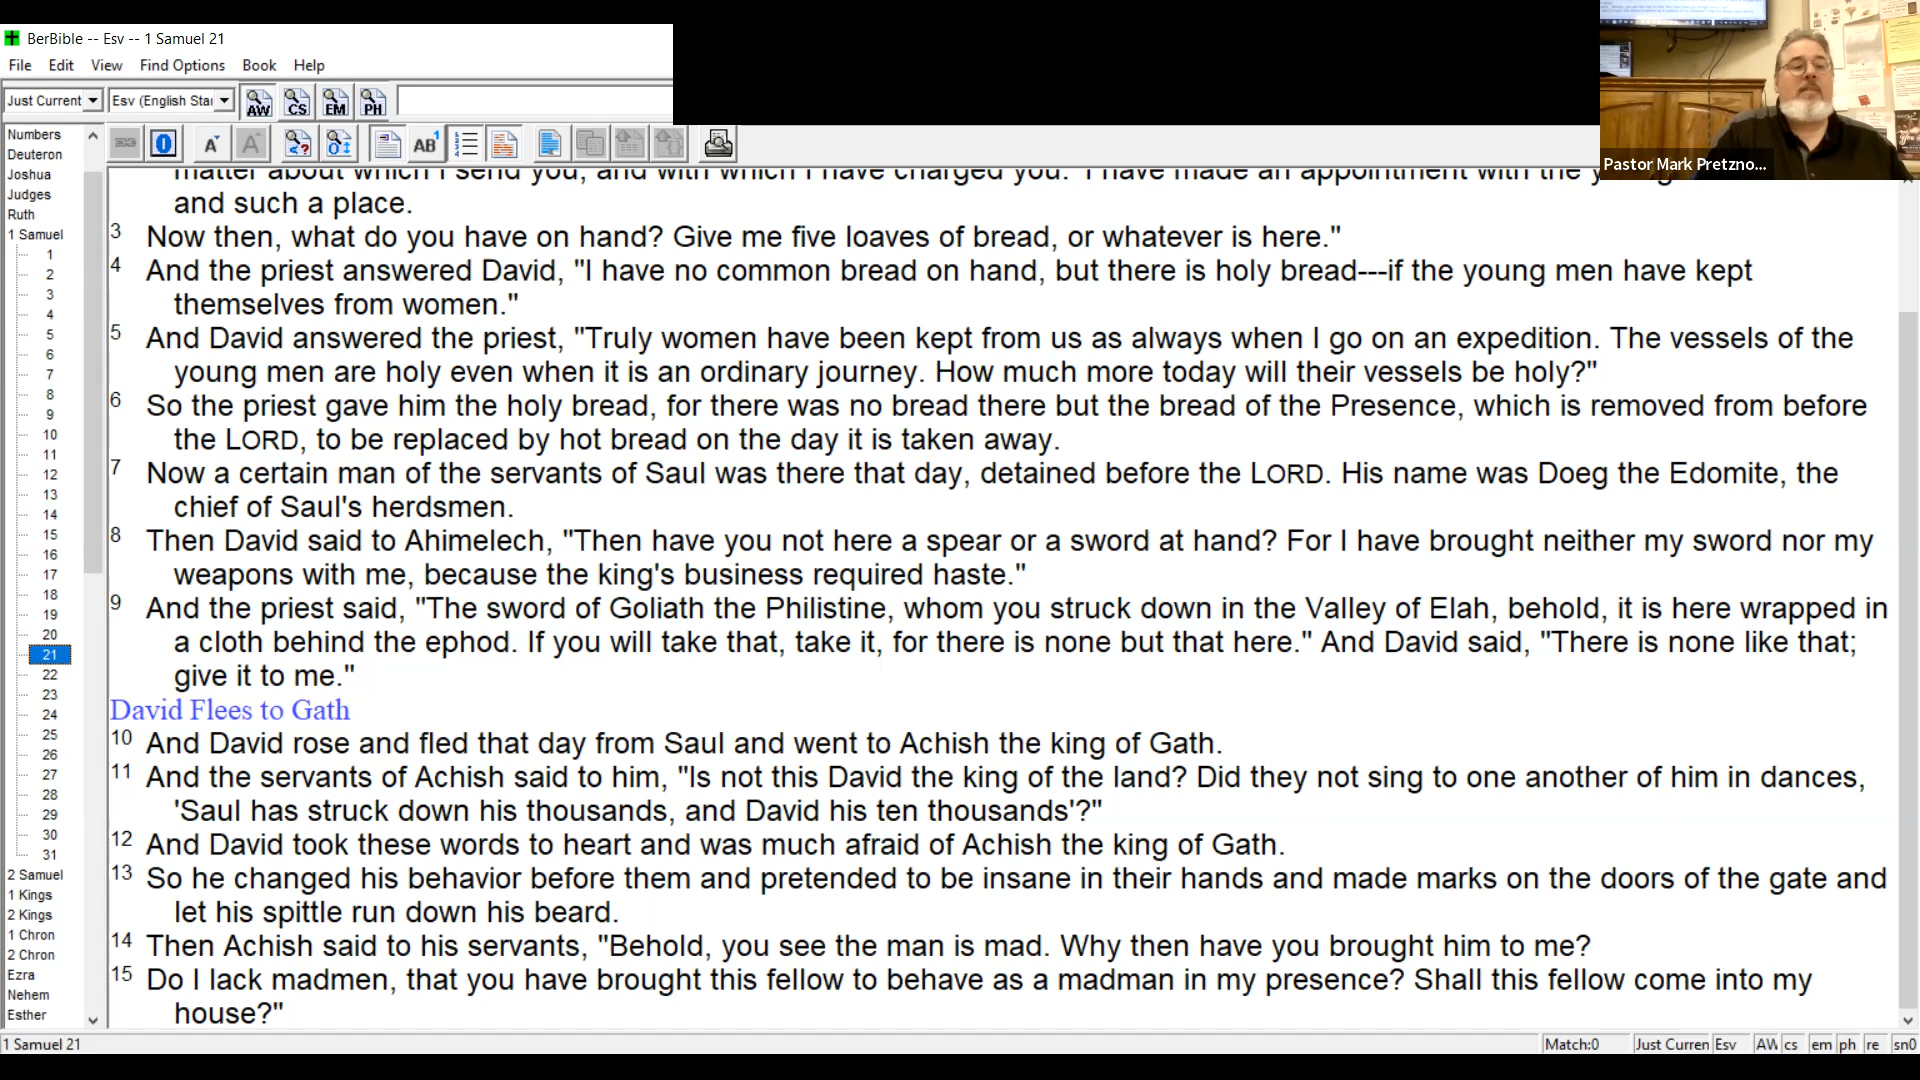 BerBible -- Esv -- 1 Samuel 21
File Edit View Find Options Book Help
Just Current Esv (English Star AW CS EM PH
Numbers
Deuteron
Joshua
Judges
Ruth
1 Samuel
1
2
3
4
5
6
7
8
9
10
11
12
13
14
15
16
17
18
19
20
21
22
23
24
25
26
27
28
29
30
31
2 Samuel
1 Kings
2 Kings
1 Chron
2 Chron
Ezra
Nehem
Esther
matter about which I send you, and with which I have charged you.' I have made an appointment with the
and such a place.
3 Now then, what do you have on hand? Give me five loaves of bread, or whatever is here."
4 And the priest answered David, "I have no common bread on hand, but there is holy bread---if the young men have kept
themselves from women."
5 And David answered the priest, "Truly women have been kept from us as always when I go on an expedition. The vessels of the
young men are holy even when it is an ordinary journey. How much more today will their vessels be holy?"
6 So the priest gave him the holy bread, for there was no bread there but the bread of the Presence, which is removed from before
the LORD, to be replaced by hot bread on the day it is taken away.
7 Now a certain man of the servants of Saul was there that day, detained before the LORD. His name was Doeg the Edomite, the
chief of Saul's herdsmen.
8 Then David said to Ahimelech, "Then have you not here a spear or a sword at hand? For I have brought neither my sword nor my
weapons with me, because the king's business required haste."
9 And the priest said, "The sword of Goliath the Philistine, whom you struck down in the Valley of Elah, behold, it is here wrapped in
a cloth behind the ephod. If you will take that, take it, for there is none but that here." And David said, "There is none like that;
give it to me."
David Flees to Gath
10 And David rose and fled that day from Saul and went to Achish the king of Gath.
11 And the servants of Achish said to him, "Is not this David the king of the land? Did they not sing to one another of him in dances,
'Saul has struck down his thousands, and David his ten thousands'?"
12 And David took these words to heart and was much afraid of Achish the king of Gath.
13 So he changed his behavior before them and pretended to be insane in their hands and made marks on the doors of the gate and
let his spittle run down his beard.
14 Then Achish said to his servants, "Behold, you see the man is mad. Why then have you brought him to me?
15 Do I lack madmen, that you have brought this fellow to behave as a madman in my presence? Shall this fellow come into my
house?"
Pastor Mark Pretzno...
1 Samuel 21 Match:0 Just Curren Esv AW cs em ph re sn0